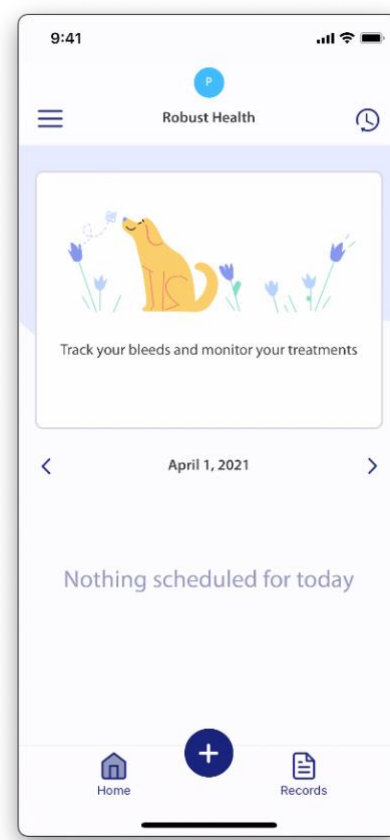 9:41
P
Robust Health
Track your bleeds and monitor your treatments
April 1, 2021
Nothing scheduled for today
Home
Records